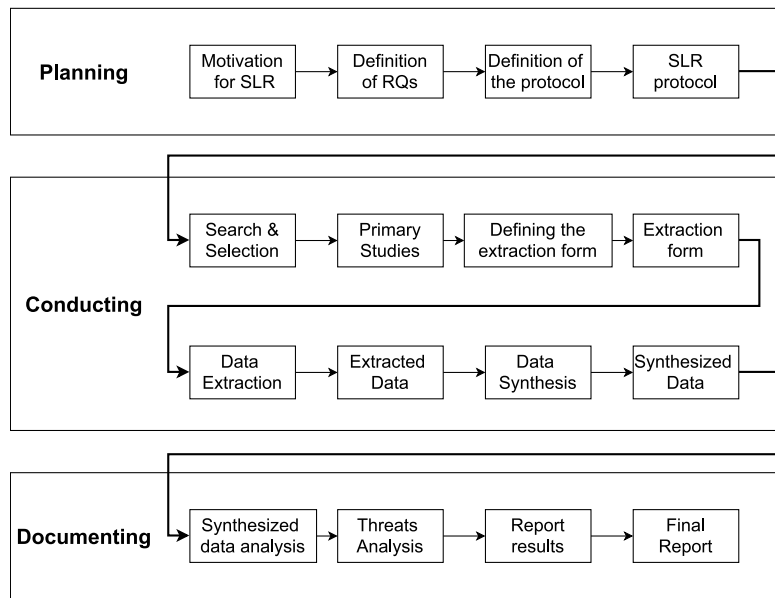 Planning
Motivation
for SLR
Definition
of RQs
Definition of
the protocol
SLR
protocol
Conducting
Search &
Selection
Primary
Studies
Defining the
extraction form
Extraction
form
Data
Extraction
Extracted
Data
Data
Synthesis
Synthesized
Data
Documenting
Synthesized
data analysis
Threats
Analysis
Report
results
Final
Report